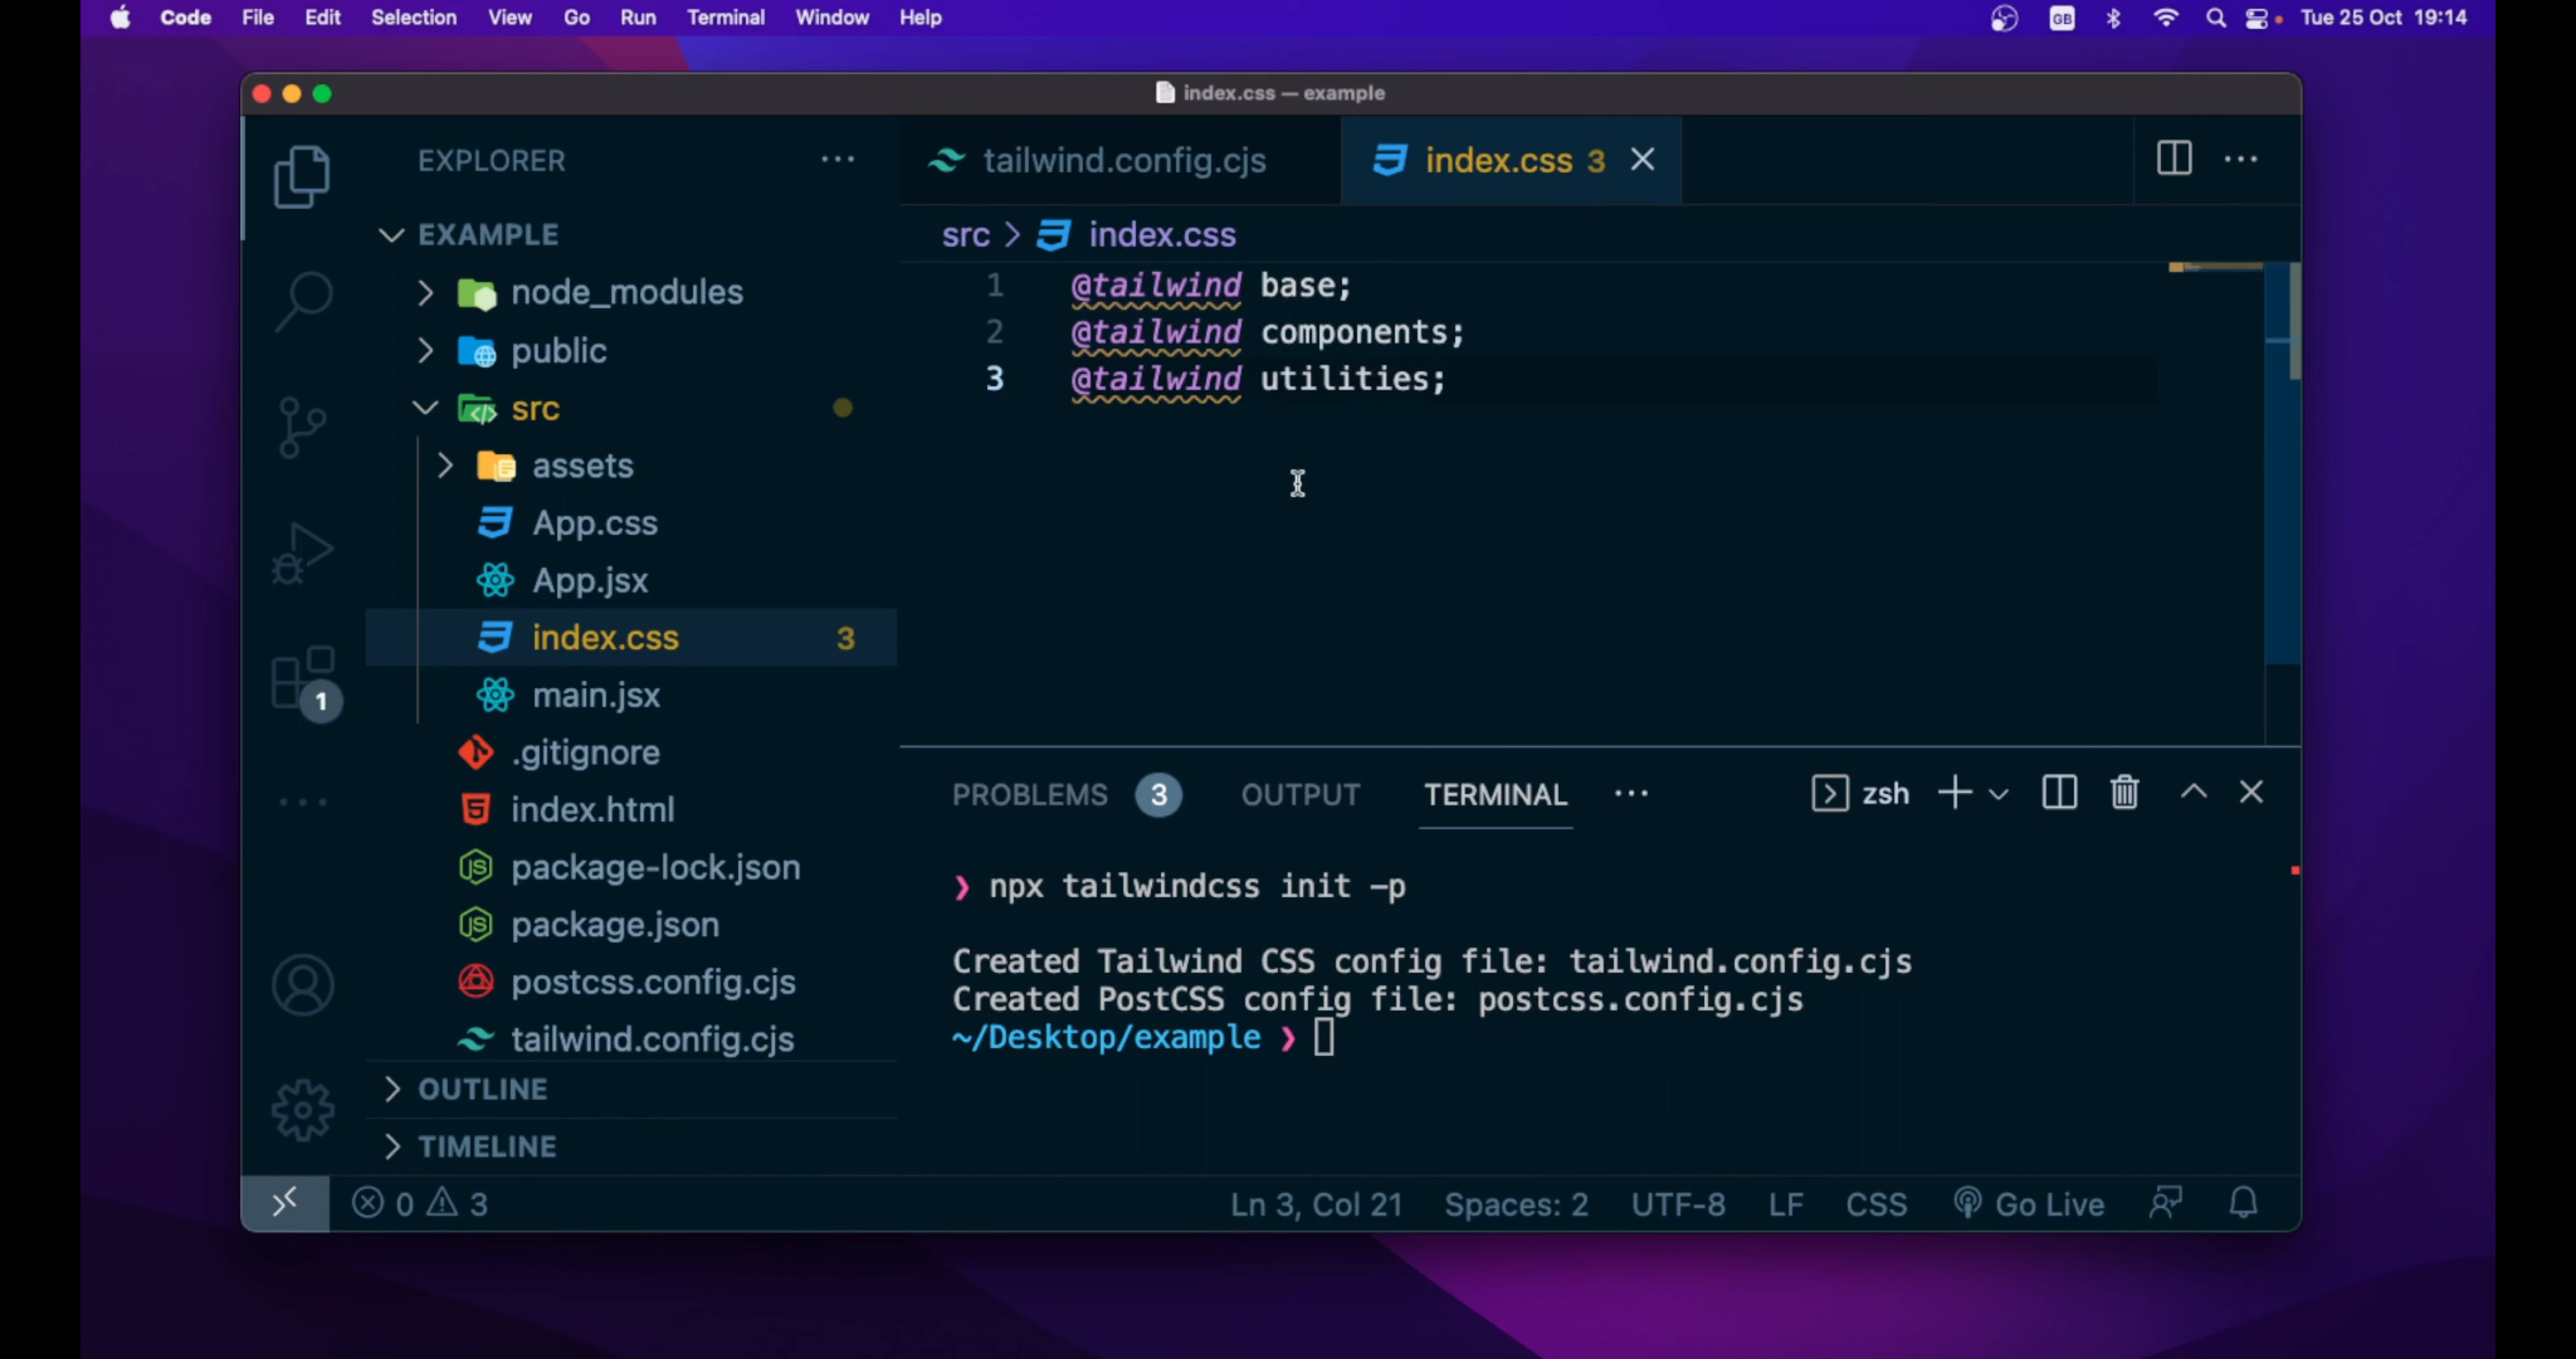 Code File Edit Selection View Go Run Terminal Window Help GB Tue 25 Oct 19:14
index.css — example
EXPLORER
EXAMPLE
node_modules
public
src
assets
App.css
App.jsx
index.css 3
main.jsx
.gitignore
index.html
package-lock.json
package.json
postcss.config.cjs
tailwind.config.cjs
OUTLINE
TIMELINE
1
tailwind.config.cjs index.css 3
src > index.css
1 @tailwind base;
2 @tailwind components;
3 @tailwind utilities;
PROBLEMS 3 OUTPUT TERMINAL ... zsh
❯ npx tailwindcss init -p
Created Tailwind CSS config file: tailwind.config.cjs
Created PostCSS config file: postcss.config.cjs
~/Desktop/example ❯
0 3 Ln 3, Col 21 Spaces: 2 UTF-8 LF CSS Go Live